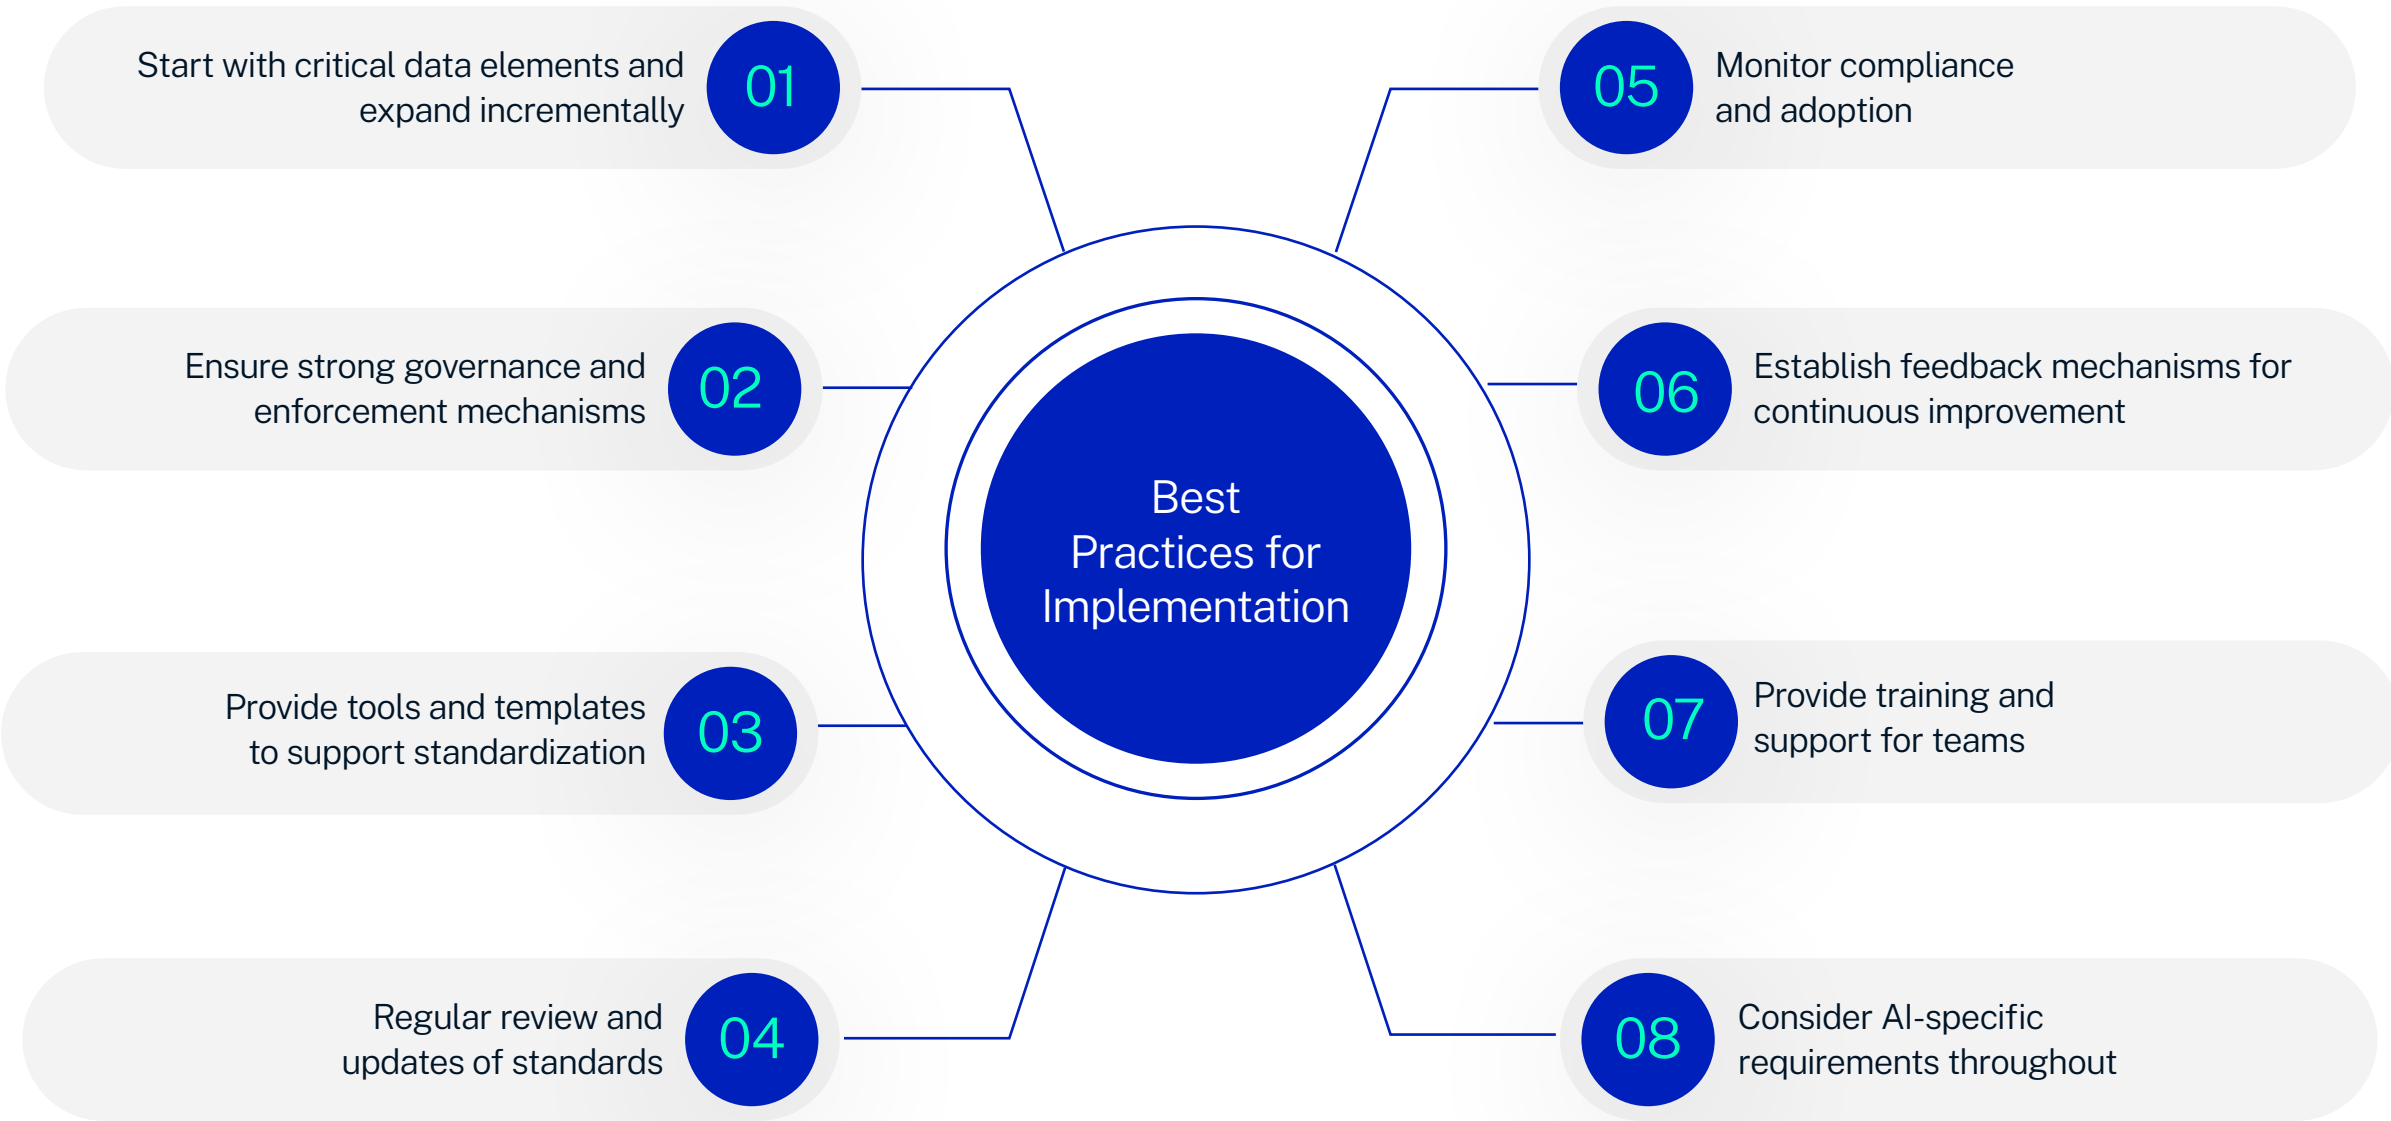 Start with critical data elements and
expand incrementally
01
Ensure strong governance and
enforcement mechanisms
02
Provide tools and templates
to support standardization
03
Regular review and
updates of standards
04
Best
Practices for
Implementation
05
Monitor compliance
and adoption
06
Establish feedback mechanisms for
continuous improvement
07
Provide training and
support for teams
08
Consider AI-specific
requirements throughout